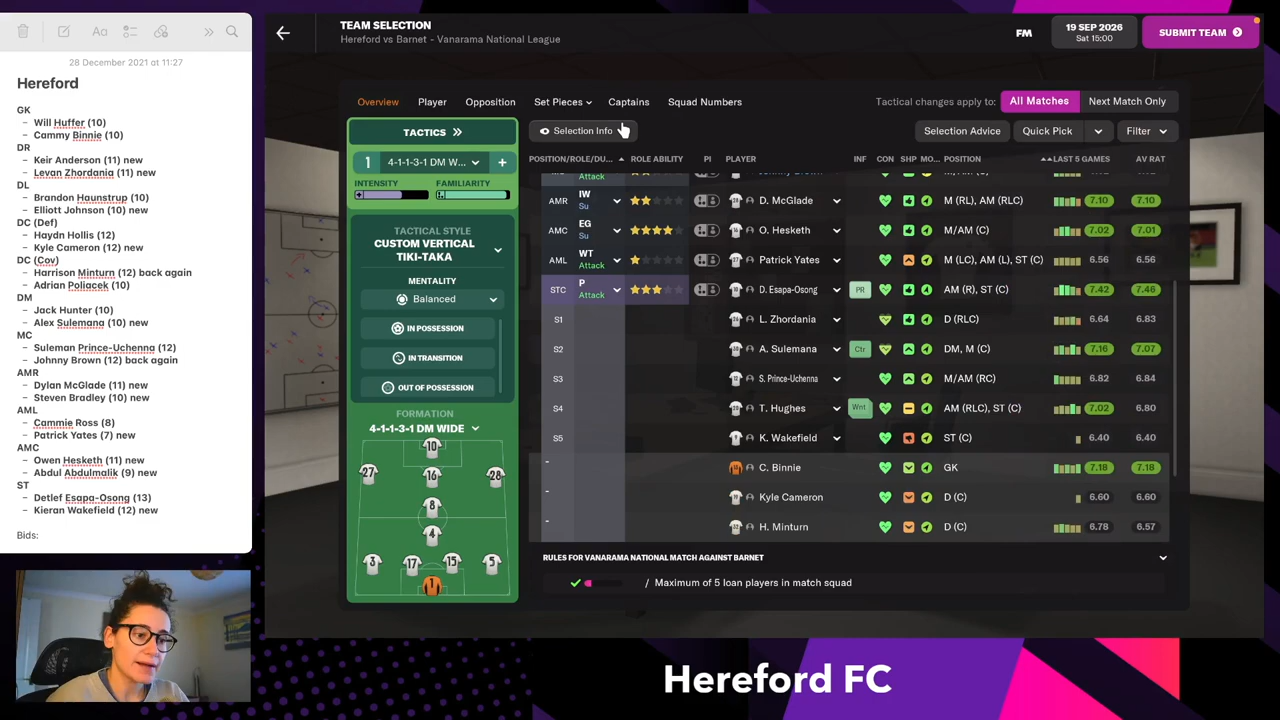 28 December 2021 at 11:27
Hereford
GK
– Will Huffer (10)
– Cammy Binnie (10)
DR
– Keir Anderson (11) new
– Levan Zhordania (11) new
DL
– Brandon Haunstrup (10)
– Elliott Johnson (10) new
DC (Def)
– Haydn Hollis (12)
– Kyle Cameron (12) new
DC (Cov)
– Harrison Minturn (12) back again
– Adrian Poliacek (10)
DM
– Jack Hunter (10)
– Alex Sulemana (10) new
MC
– Suleman Prince-Uchenna (12)
– Johnny Brown (12) back again
AMR
– Dylan McGlade (11) new
– Steven Bradley (10) new
AML
– Cammie Ross (8)
– Patrick Yates (7) new
AMC
– Owen Hesketh (11) new
– Abdul Abdulmalik (9) new
ST
– Detlef Esapa-Osong (13)
– Kieran Wakefield (12) new
Bids:
TEAM SELECTION
Hereford vs Barnet - Vanarama National League
FM
19 SEP 2026
Sat 15:00
SUBMIT TEAM
Overview Player Opposition Set Pieces Captains Squad Numbers
Tactical changes apply to: All Matches Next Match Only
TACTICS
1 4-1-1-3-1 DM W... +
INTENSITY FAMILIARITY
TACTICAL STYLE
CUSTOM VERTICAL
TIKI-TAKA
MENTALITY
Balanced
IN POSSESSION
IN TRANSITION
OUT OF POSSESSION
FORMATION
4-1-1-3-1 DM WIDE
10
27 16 28
8
4
3 17 15 5
1
Selection Info Selection Advice Quick Pick Filter
POSITION/ROLE/DU... ROLE ABILITY PI PLAYER INF CON SHP MO... POSITION LAST 5 GAMES AV RAT
Attack
AMR IW Su D. McGlade M (RL), AM (RLC) 7.10 7.10
AMC EG Su O. Hesketh M/AM (C) 7.02 7.01
AML WT Attack Patrick Yates M (LC), AM (L), ST (C) 6.56 6.56
STC P Attack D. Esapa-Osong PR AM (R), ST (C) 7.42 7.46
S1 L. Zhordania D (RLC) 6.64 6.83
S2 A. Sulemana Ctr DM, M (C) 7.16 7.07
S3 S. Prince-Uchenna M/AM (RC) 6.82 6.84
S4 T. Hughes Wnt AM (RLC), ST (C) 7.02 6.80
S5 K. Wakefield ST (C) 6.40 6.40
- C. Binnie GK 7.18 7.18
- Kyle Cameron D (C) 6.60 6.60
- H. Minturn D (C) 6.78 6.57
RULES FOR VANARAMA NATIONAL MATCH AGAINST BARNET
/ Maximum of 5 loan players in match squad
Hereford FC